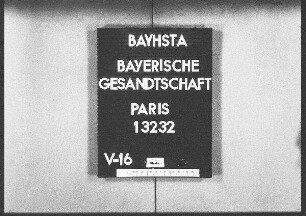 BAYHSTA
BAYERISCHE
GESANDTSCHAFT
PARIS
13232
V-16